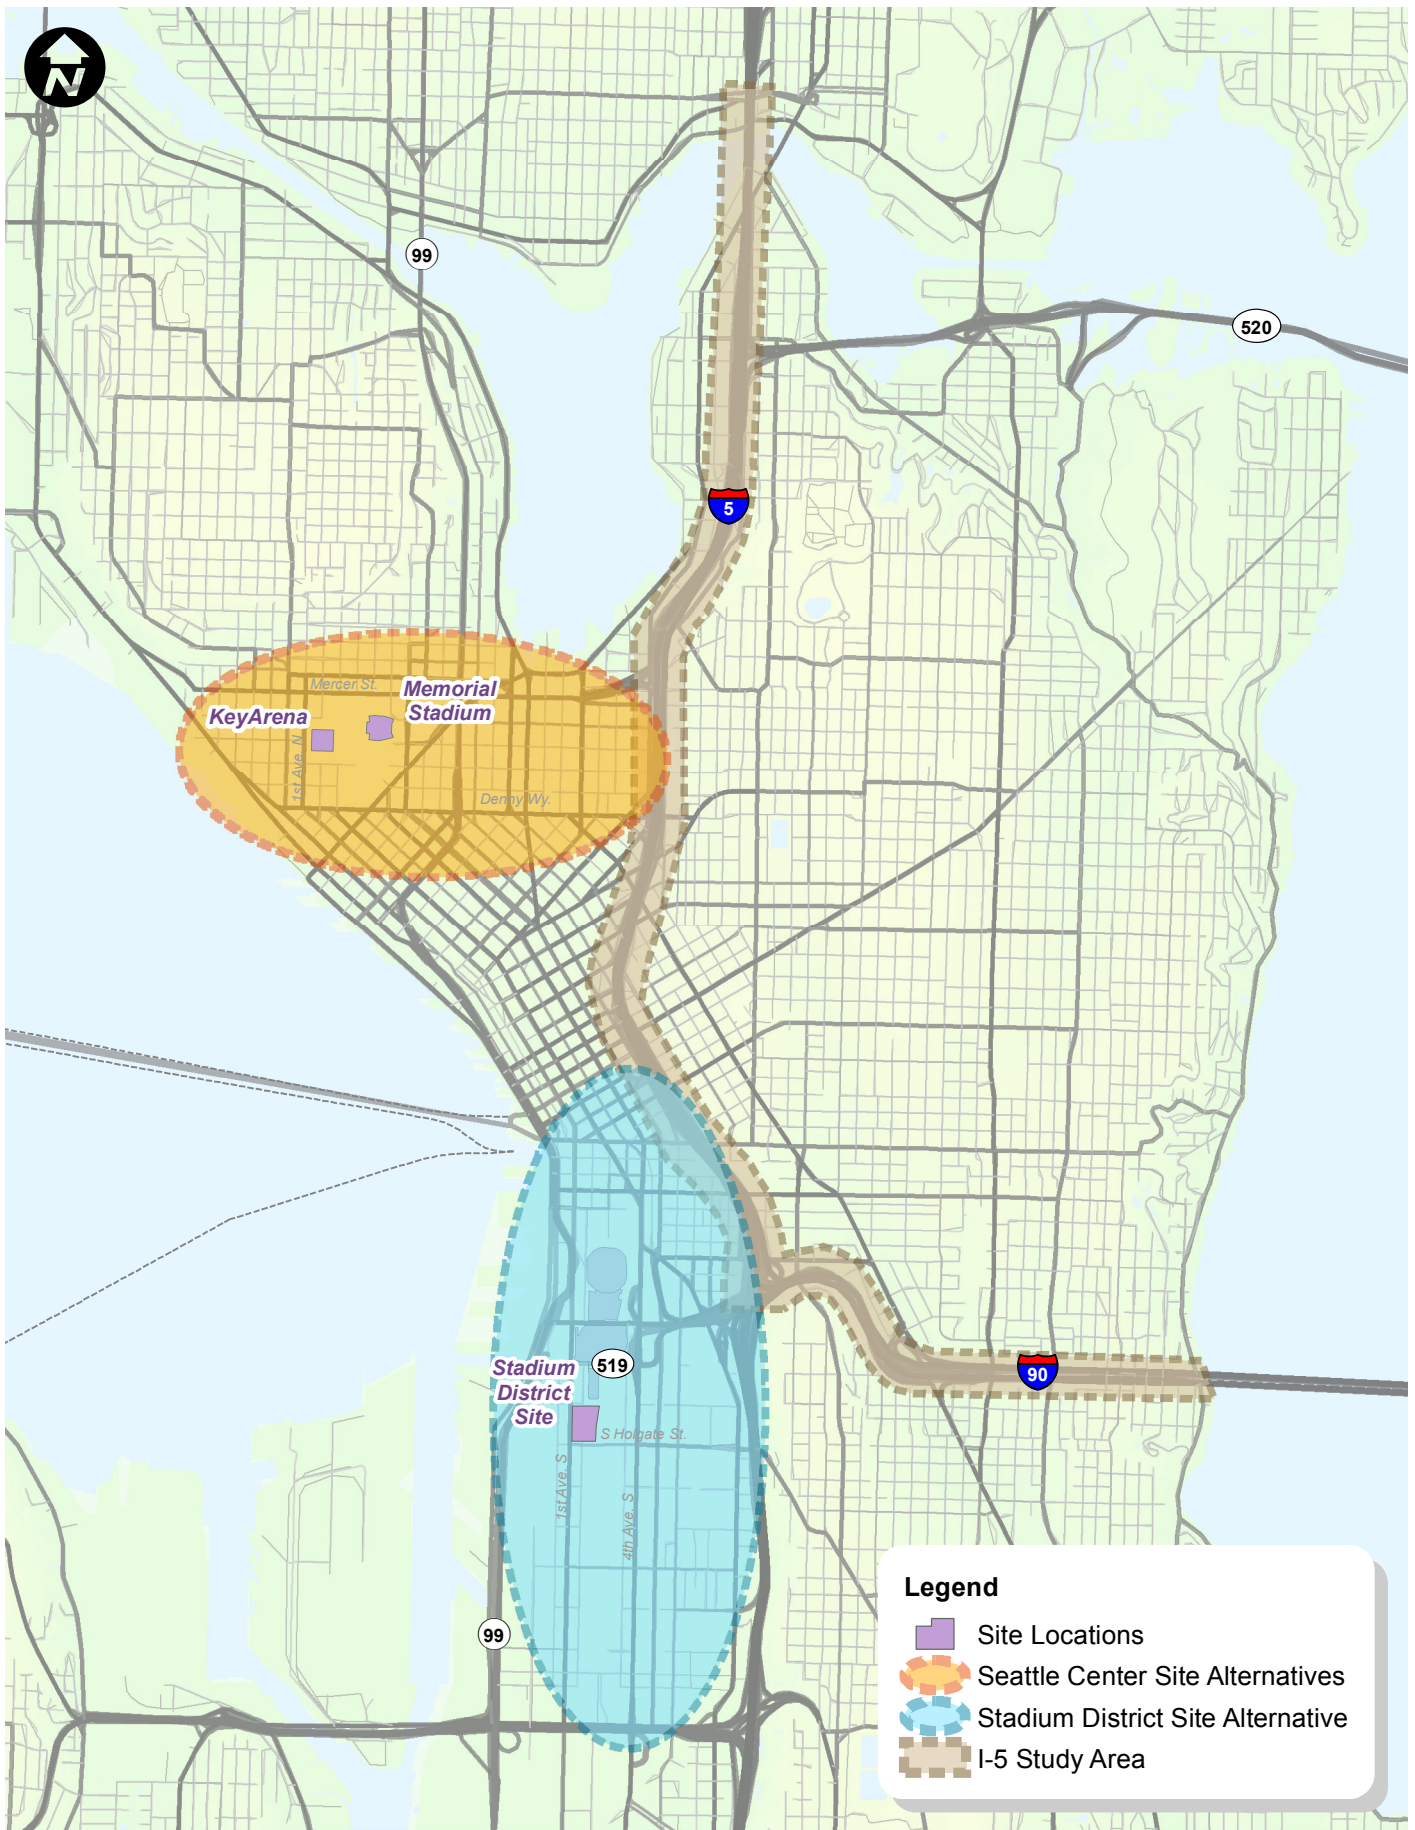 N
99
520
5
Mercer St.
Memorial
Stadium
KeyArena
1st Ave. N
Denny Wy.
Stadium
District
Site
519
90
S Holgate St.
1st Ave. S
4th Ave. S
99
Legend
Site Locations
Seattle Center Site Alternatives
Stadium District Site Alternative
I-5 Study Area